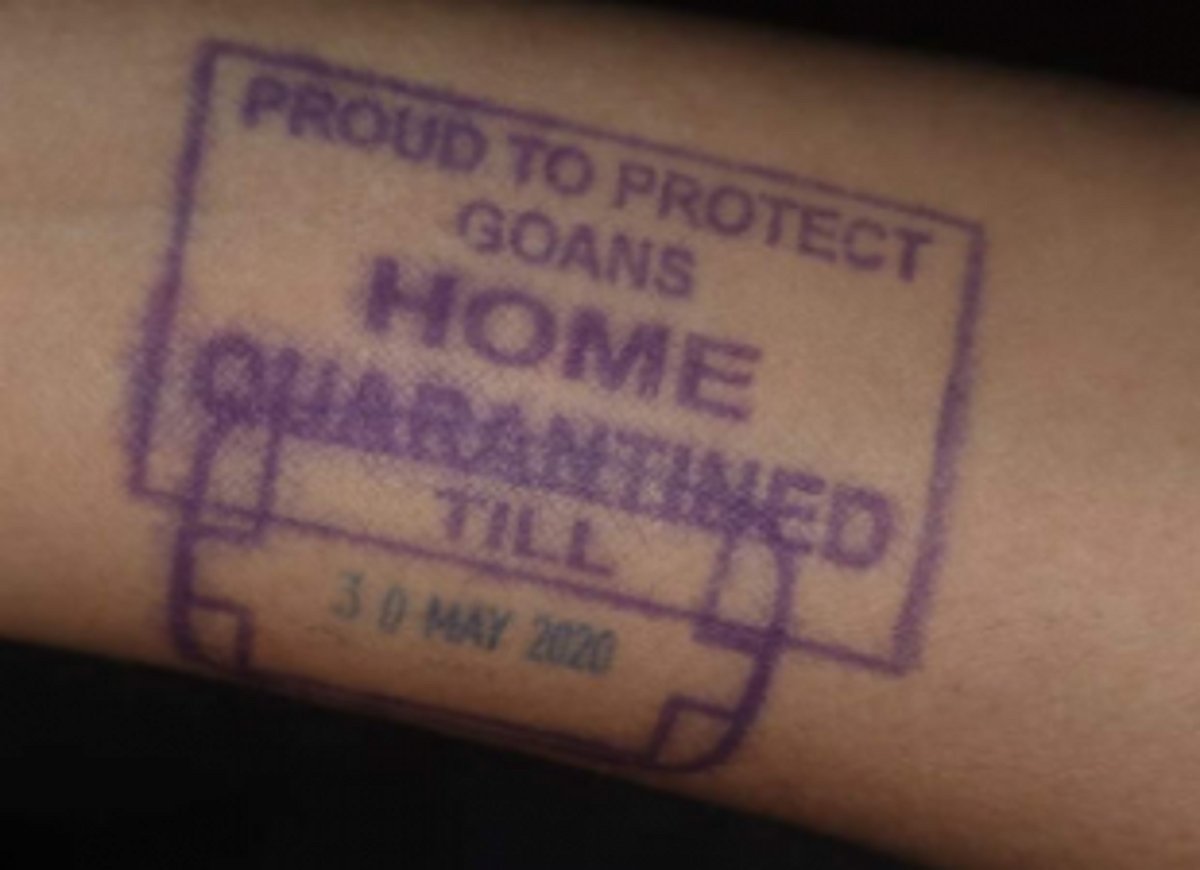 PROUD TO PROTECT
GOANS
HOME
QUARANTINED
TILL
30 MAY 2020